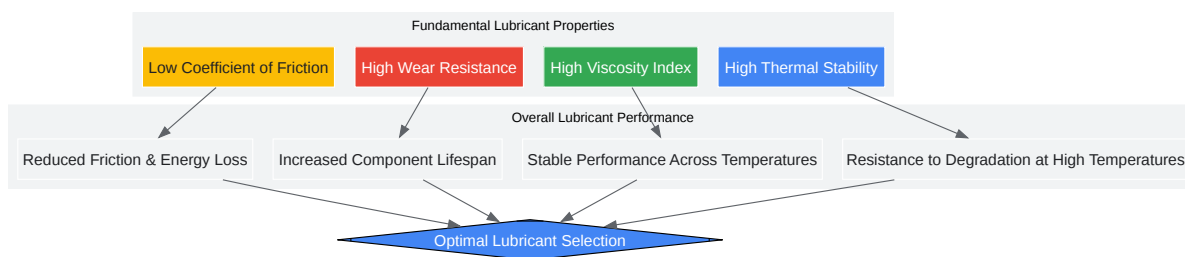 Fundamental Lubricant Properties
Low Coefficient of Friction
High Wear Resistance
High Viscosity Index
High Thermal Stability
Overall Lubricant Performance
Reduced Friction & Energy Loss
Increased Component Lifespan
Stable Performance Across Temperatures
Resistance to Degradation at High Temperatures
Optimal Lubricant Selection